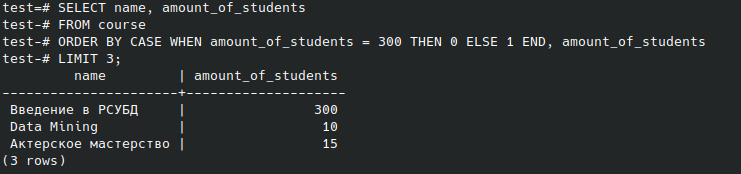 test=# SELECT name, amount_of_students
test-# FROM course
test-# ORDER BY CASE WHEN amount_of_students = 300 THEN 0 ELSE 1 END, amount_of_students
test-# LIMIT 3;
         name         | amount_of_students
----------------------+--------------------
 Введение в РСУБД     |                300
 Data Mining          |                 10
 Актерское мастерство |                 15
(3 rows)